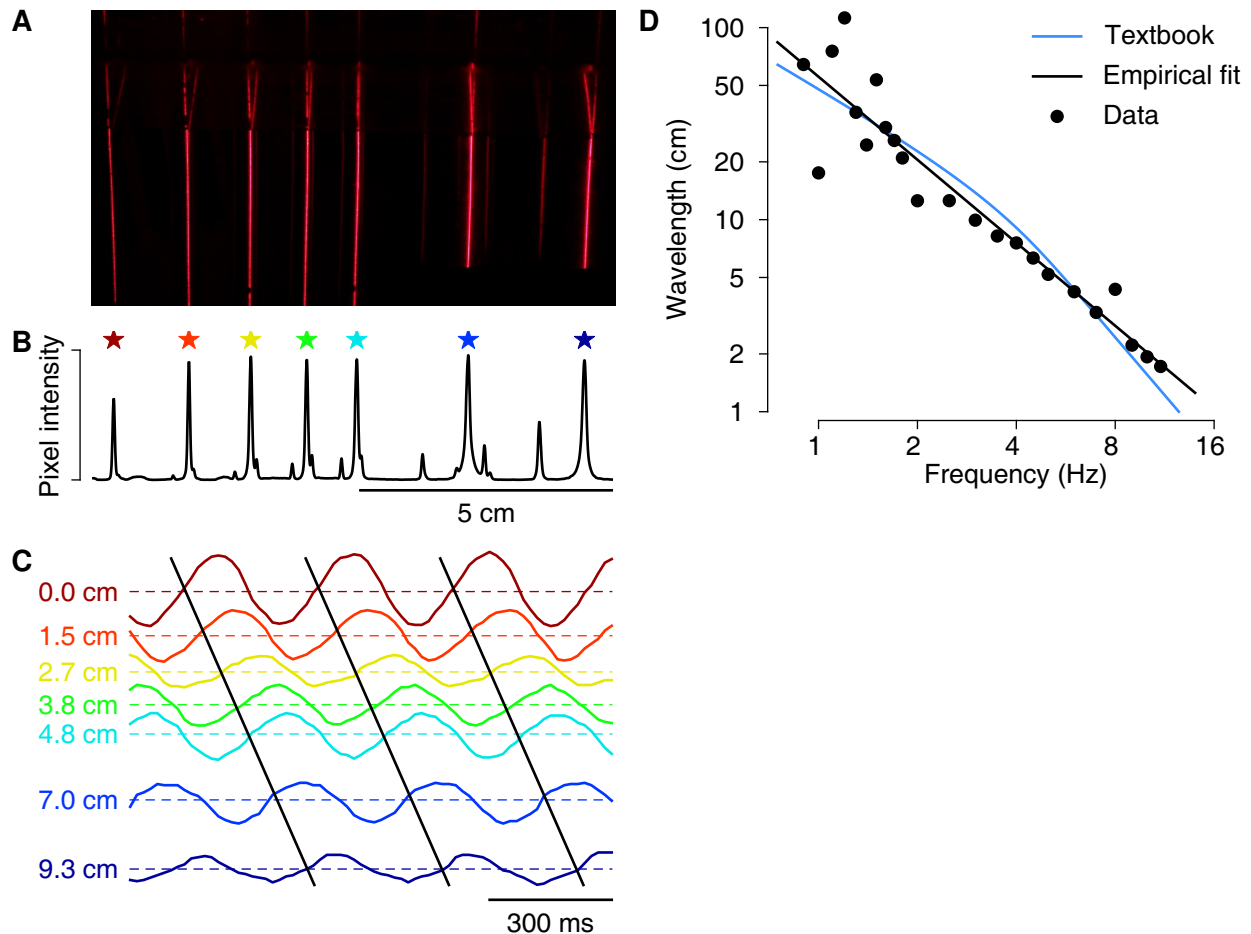 A
B
Pixel intensity
5 cm
C
0.0 cm
1.5 cm
2.7 cm
3.8 cm
4.8 cm
7.0 cm
9.3 cm
300 ms
D
Textbook
Empirical fit
Data
Wavelength (cm)
100
50
20
10
5
2
1
1 2 4 8 16
Frequency (Hz)